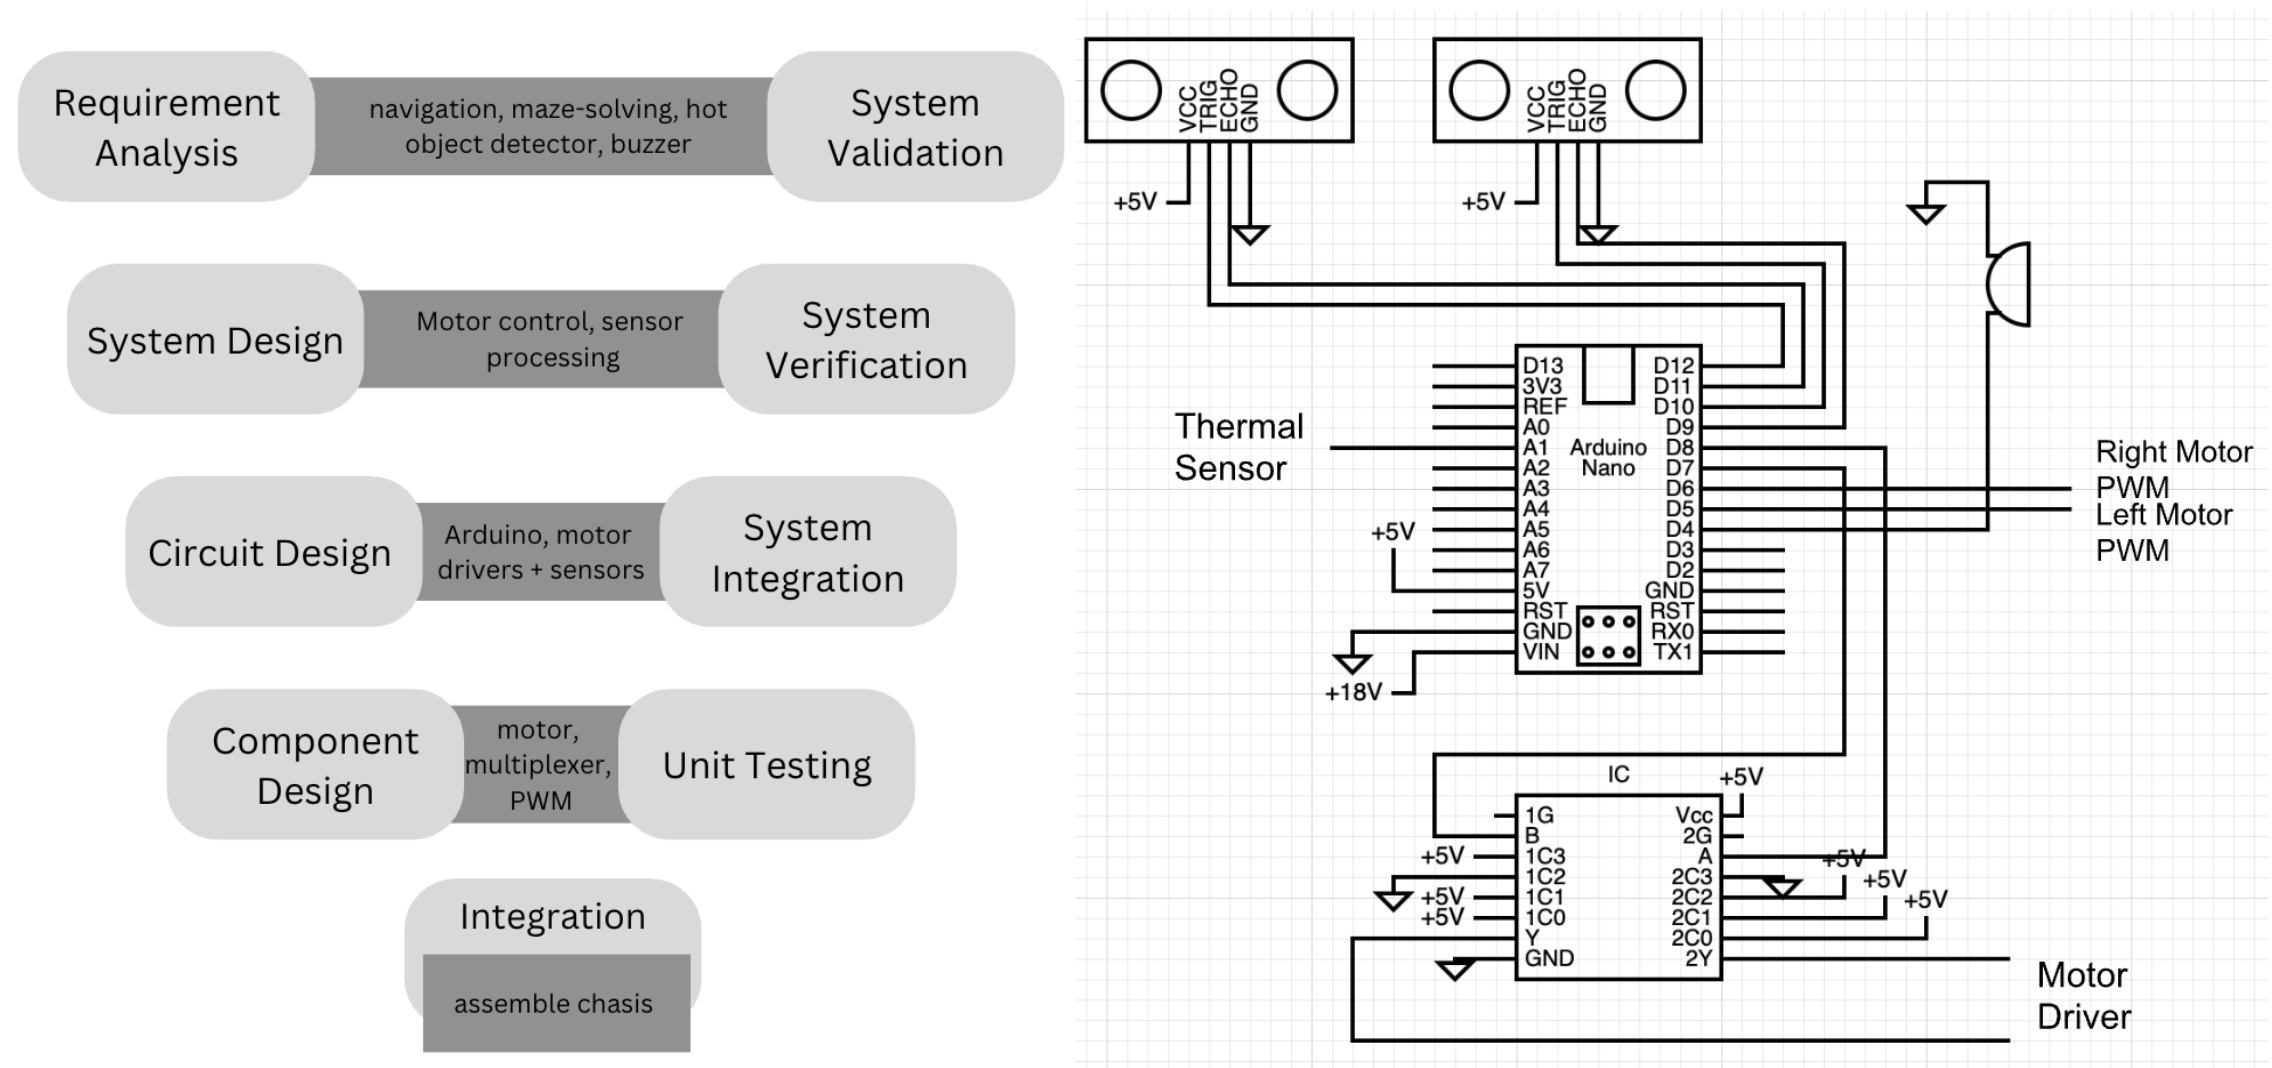 Requirement
Analysis
navigation, maze-solving, hot
object detector, buzzer
System
Validation
System Design
Motor control, sensor
processing
System
Verification
Circuit Design
Arduino, motor
drivers + sensors
System
Integration
Component
Design
motor,
multiplexer,
PWM
Unit Testing
Integration
assemble chasis
VCC
TRIG
ECHO
GND
+5V
VCC
TRIG
ECHO
GND
+5V
Thermal
Sensor
Arduino
Nano
D13
3V3
REF
A0
A1
A2
A3
A4
A5
A6
A7
5V
RST
GND
VIN
D12
D11
D10
D9
D8
D7
D6
D5
D4
D3
D2
GND
RST
RX0
TX1
+5V
+18V
Right Motor
PWM
Left Motor
PWM
IC
+5V
1G
B
1C3
1C2
1C1
1C0
Y
GND
Vcc
2G
A
2C3
2C2
2C1
2C0
2Y
+5V
+5V
+5V
+5V
+5V
+5V
Motor
Driver